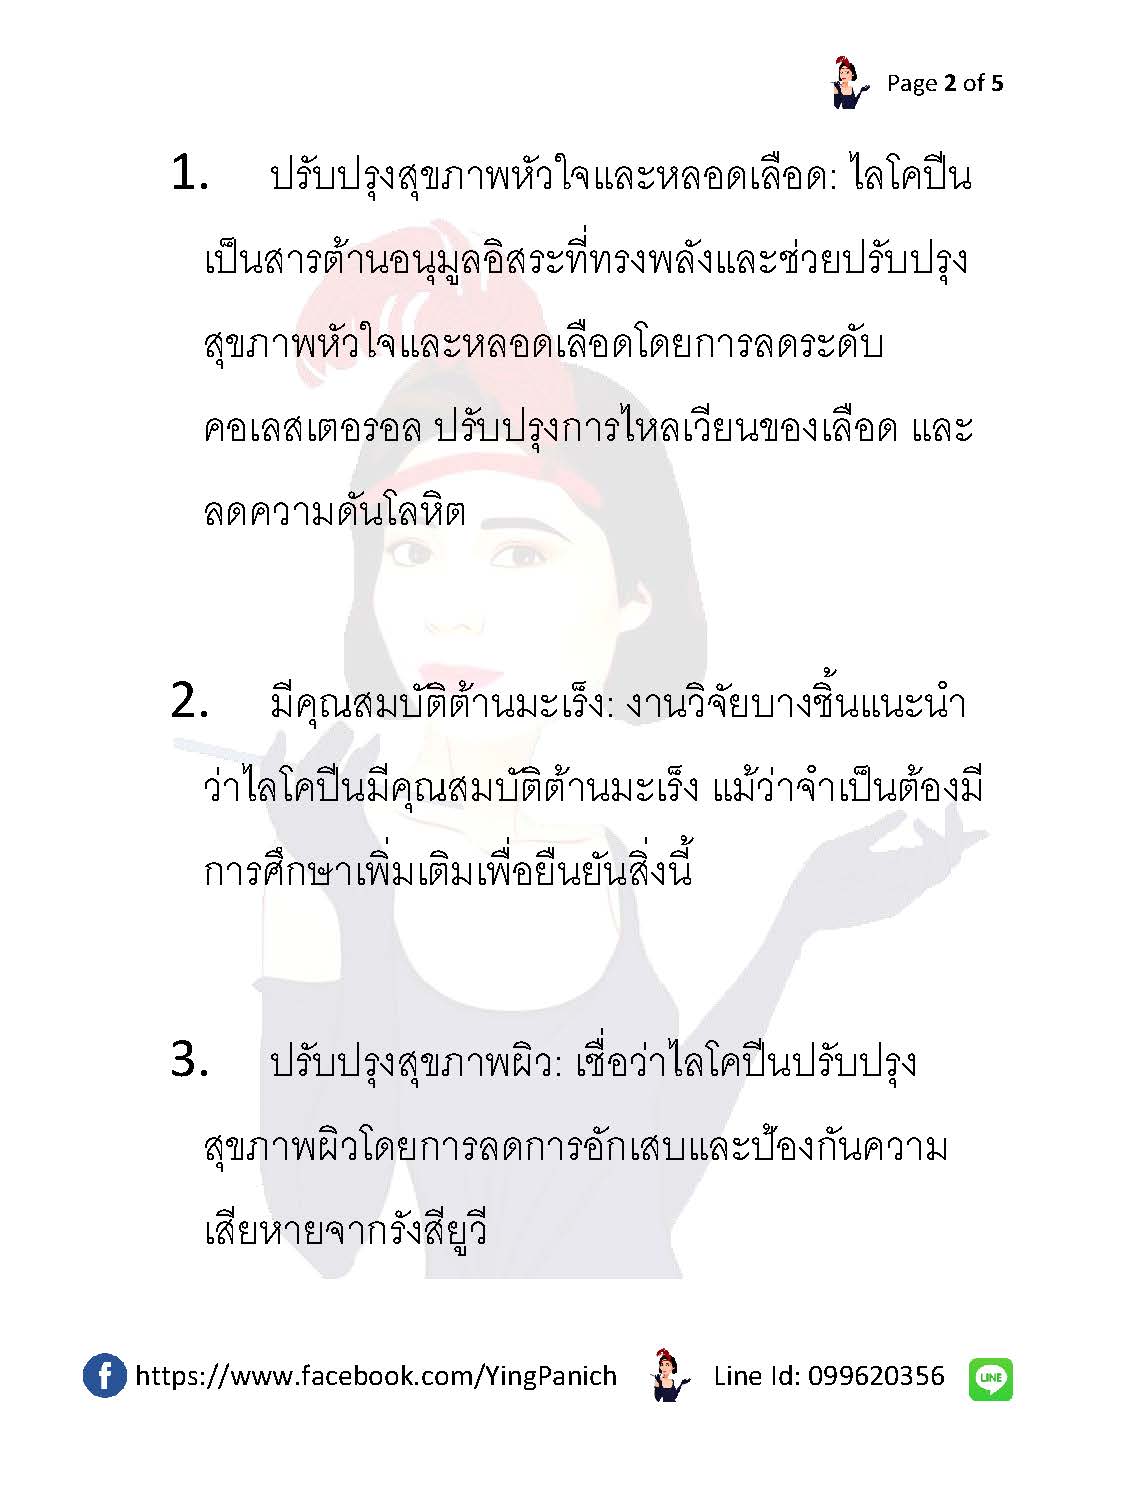 Page 2 of 5
1. ปรับปรุงสุขภาพหัวใจและหลอดเลือด: ไลโคปีน
เป็นสารต้านอนุมูลอิสระที่ทรงพลังและช่วยปรับปรุง
สุขภาพหัวใจและหลอดเลือดโดยการลดระดับ
คอเลสเตอรอล ปรับปรุงการไหลเวียนของเลือด และ
ลดความดันโลหิต
2. มีคุณสมบัติต้านมะเร็ง: งานวิจัยบางชิ้นแนะนำ
ว่าไลโคปีนมีคุณสมบัติต้านมะเร็ง แม้ว่าจำเป็นต้องมี
การศึกษาเพิ่มเติมเพื่อยืนยันสิ่งนี้
3. ปรับปรุงสุขภาพผิว: เชื่อว่าไลโคปีนปรับปรุง
สุขภาพผิวโดยการลดการอักเสบและป้องกันความ
เสียหายจากรังสียูวี
https://www.facebook.com/YingPanich Line Id: 099620356 LINE